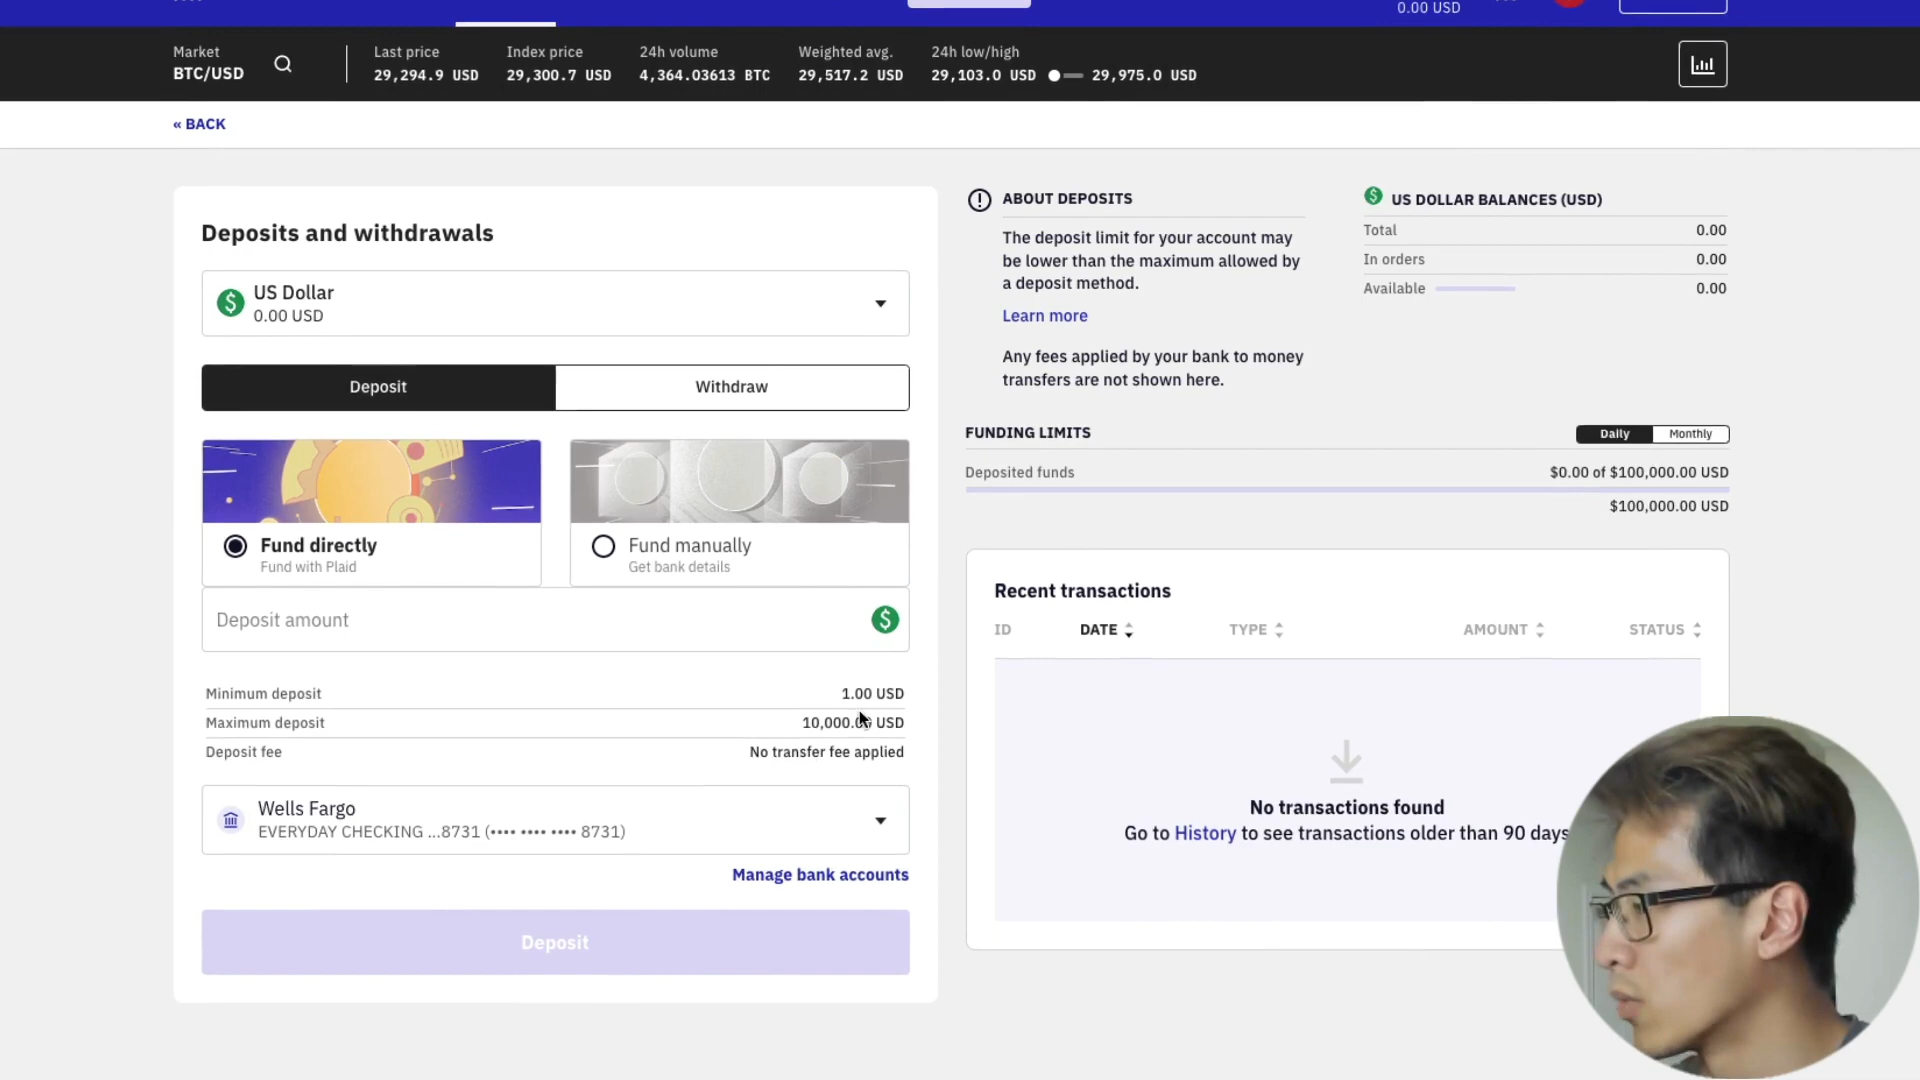 0.00 USD
Market
BTC/USD
Last price
29,294.9 USD
Index price
29,300.7 USD
24h volume
4,364.03613 BTC
Weighted avg.
29,517.2 USD
24h low/high
29,103.0 USD
29,975.0 USD
« BACK
Deposits and withdrawals
US Dollar
0.00 USD
Deposit
Withdraw
Fund directly
Fund with Plaid
Fund manually
Get bank details
Deposit amount
Minimum deposit
1.00 USD
Maximum deposit
10,000. USD
Deposit fee
No transfer fee applied
Wells Fargo
EVERYDAY CHECKING ...8731 (•••• •••• •••• 8731)
Manage bank accounts
Deposit
ABOUT DEPOSITS
The deposit limit for your account may
be lower than the maximum allowed by
a deposit method.
Learn more
Any fees applied by your bank to money
transfers are not shown here.
US DOLLAR BALANCES (USD)
Total 0.00
In orders 0.00
Available 0.00
FUNDING LIMITS
Daily
Monthly
Deposited funds
$0.00 of $100,000.00 USD
$100,000.00 USD
Recent transactions
ID DATE TYPE AMOUNT STATUS
No transactions found
Go to History to see transactions older than 90 days